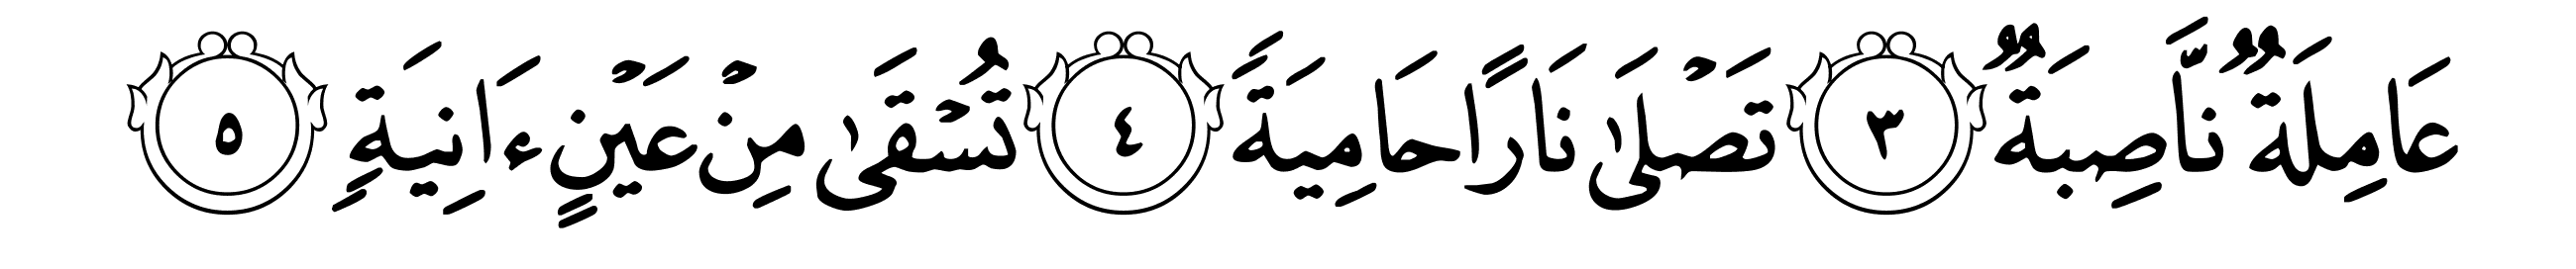 عَامِلَةٌ نَّاصِبَةٌ ٣ تَصْلَىٰ نَارًا حَامِيَةً ٤ تُسْقَىٰ مِنْ عَيْنٍ ءَانِيَةٍ ٥